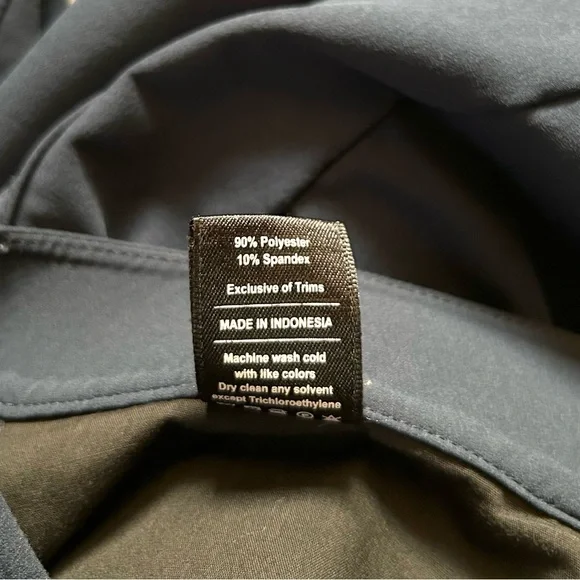 90% Polyester
10% Spandex
Exclusive of Trims
MADE IN INDONESIA
Machine wash cold
with like colors
Dry clean any solvent
except Trichloroethylene